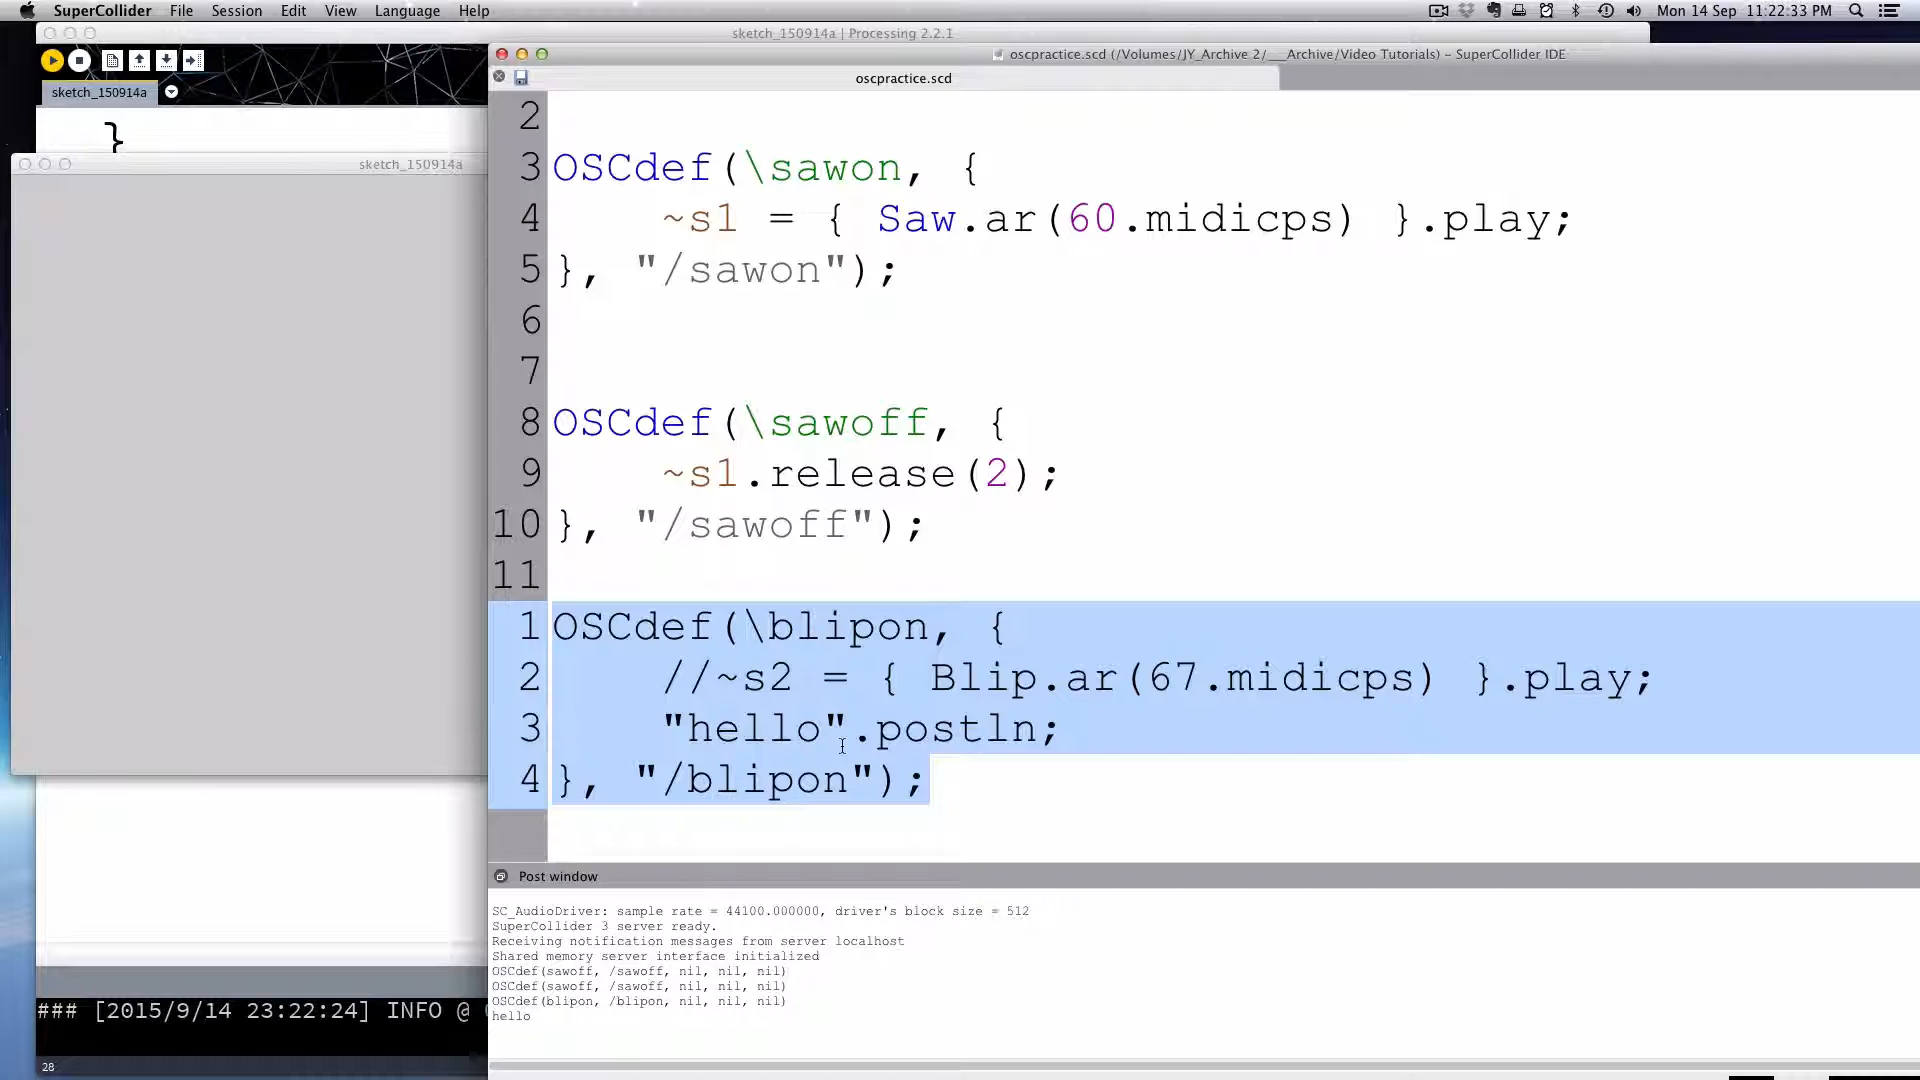 SuperCollider File Session Edit View Language Help Mon 14 Sep 11:22:33 PM
sketch_150914a | Processing 2.2.1
oscpractice.scd (/Volumes/JY_Archive 2/___Archive/Video Tutorials) – SuperCollider IDE
oscpractice.scd
sketch_150914a
}
sketch_150914a
2
3 OSCdef(\sawon, {
4 ~s1 = { Saw.ar(60.midicps) }.play;
5 }, "/sawon");
6
7
8 OSCdef(\sawoff, {
9 ~s1.release(2);
10 }, "/sawoff");
11
1 OSCdef(\blipon, {
2 //~s2 = { Blip.ar(67.midicps) }.play;
3 "hello".postln;
4 }, "/blipon");
Post window
SC_AudioDriver: sample rate = 44100.000000, driver's block size = 512
SuperCollider 3 server ready.
Receiving notification messages from server localhost
Shared memory server interface initialized
OSCdef(sawoff, /sawoff, nil, nil, nil)
OSCdef(sawoff, /sawoff, nil, nil, nil)
OSCdef(blipon, /blipon, nil, nil, nil)
hello
### [2015/9/14 23:22:24] INFO @
28